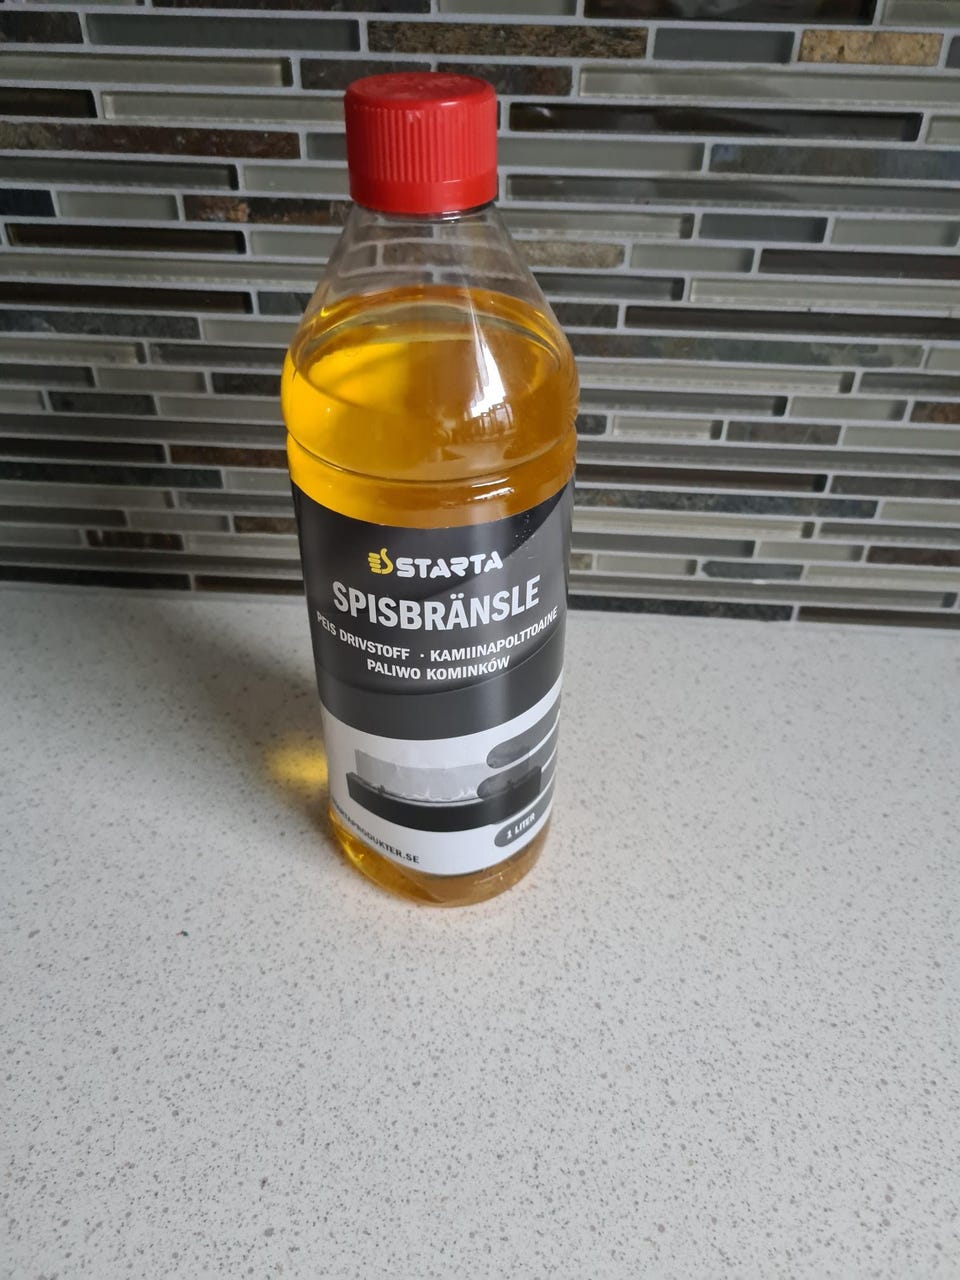 STARTA
SPISBRÄNSLE
PEIS DRIVSTOFF · KAMIINAPOLTTOAINE
PALIWO KOMINKÓW
1 LITER